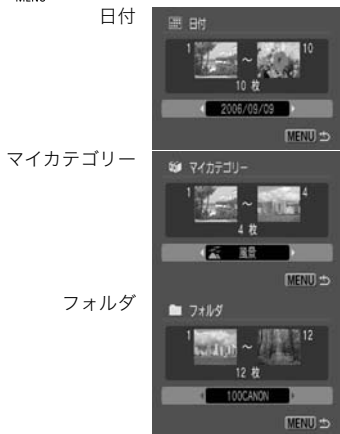 MENU
日付
日付
1 ～ 10
10 枚
2006/09/09
MENU
マイカテゴリー
マイカテゴリー
1 ～ 4
4 枚
風景
MENU
フォルダ
フォルダ
1 ～ 12
12 枚
100CANON
MENU